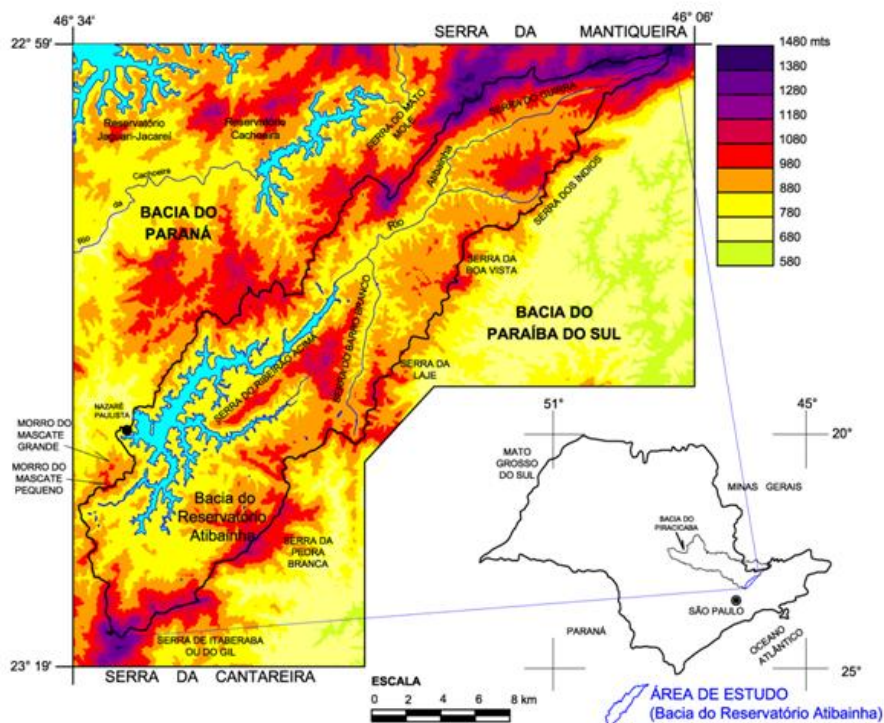 46° 34'
46° 06'
SERRA DA MANTIQUEIRA
22° 59'
1480 mts
1380
1280
1180
1080
980
880
780
680
580
Reservatório
Jaguari-Jacareí
Reservatório
Cachoeira
SERRA DO MATO
MOLE
SERRA DO GUIRRA
Rio Atibainha
SERRA DOS ÍNDIOS
Rio da Cachoeira
BACIA DO
PARANÁ
SERRA DA
BOA VISTA
BACIA DO
PARAÍBA DO SUL
SERRA DO BARRO BRANCO
SERRA DO RIBEIRÃO ACIMA
SERRA DA
LAJE
NAZARÉ
PAULISTA
MORRO DO
MASCATE
GRANDE
MORRO DO
MASCATE
PEQUENO
Bacia do
Reservatório
Atibainha
SERRA DA
PEDRA
BRANCA
SERRA DE ITABERABA
OU DO GIL
23° 19'
SERRA DA CANTAREIRA
51°
45°
20°
MATO
GROSSO
DO SUL
MINAS GERAIS
BACIA DO
PIRACICABA
SÃO PAULO
PARANÁ
OCEANO
ATLÂNTICO
25°
ESCALA
0 2 4 6 8 km
ÁREA DE ESTUDO
(Bacia do Reservatório Atibainha)